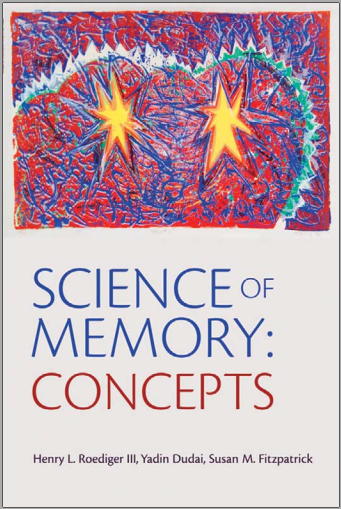 SCIENCE OF
MEMORY:
CONCEPTS
Henry L. Roediger III, Yadin Dudai, Susan M. Fitzpatrick